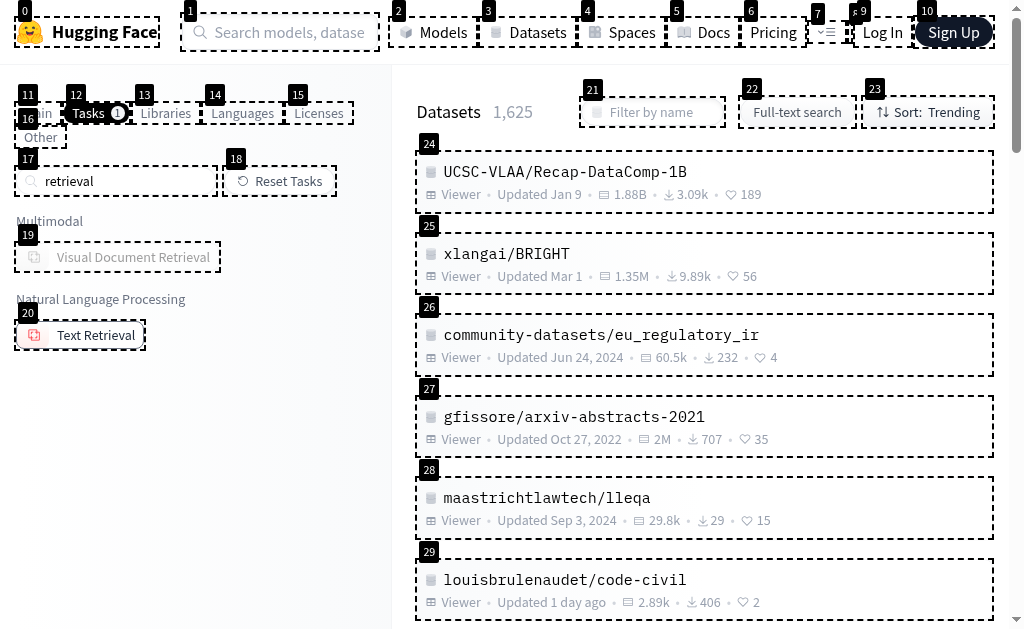 0 1 2 3 4 5 6 7 9 10
Hugging Face Search models, datase Models Datasets Spaces Docs Pricing Log In Sign Up
11 12 13 14 15
Tasks 1 Libraries Languages Licenses
16
Other
17 18
retrieval Reset Tasks
Multimodal
19
Visual Document Retrieval
Natural Language Processing
20
Text Retrieval
21 22 23
Datasets 1,625 Filter by name Full-text search Sort: Trending
24
UCSC-VLAA/Recap-DataComp-1B
Viewer • Updated Jan 9 • 1.88B • 3.09k • 189
25
xlangai/BRIGHT
Viewer • Updated Mar 1 • 1.35M • 9.89k • 56
26
community-datasets/eu_regulatory_ir
Viewer • Updated Jun 24, 2024 • 60.5k • 232 • 4
27
gfissore/arxiv-abstracts-2021
Viewer • Updated Oct 27, 2022 • 2M • 707 • 35
28
maastrichtlawtech/lleqa
Viewer • Updated Sep 3, 2024 • 29.8k • 29 • 15
29
louisbrulenaudet/code-civil
Viewer • Updated 1 day ago • 2.89k • 406 • 2